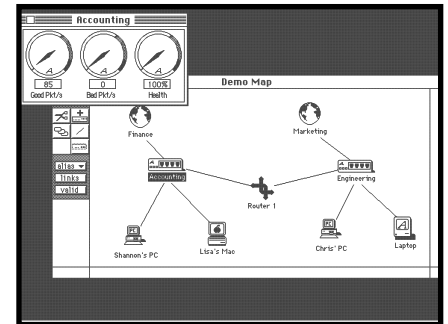 Accounting
85
0
100%
Good Pkt/s
Bad Pkt/s
Health
Demo Map
Finance
Marketing
alias
links
valid
Accounting
Engineering
Router 1
Shannon's PC
Lisa's Mac
Chris' PC
Laptop